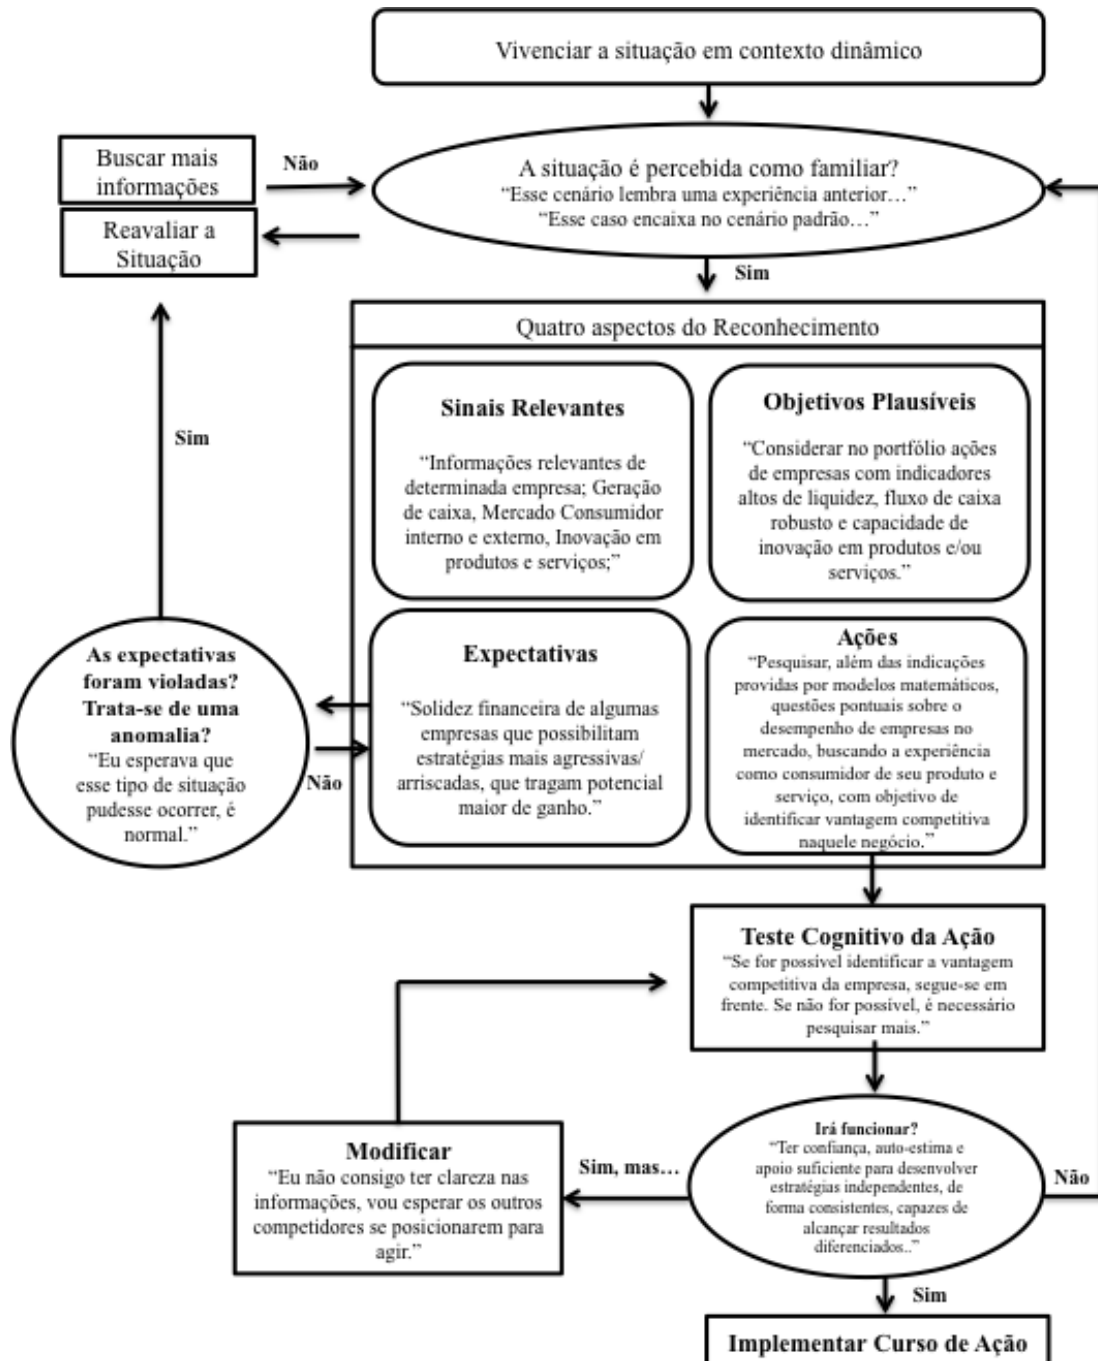 Vivenciar a situação em contexto dinâmico
Buscar mais
informações
Não
A situação é percebida como familiar?
“Esse cenário lembra uma experiência anterior…”
“Esse caso encaixa no cenário padrão…”
Reavaliar a
Situação
Sim
Quatro aspectos do Reconhecimento
Sinais Relevantes
“Informações relevantes de
determinada empresa; Geração
de caixa, Mercado Consumidor
interno e externo, Inovação em
produtos e serviços;”
Objetivos Plausíveis
“Considerar no portfólio ações
de empresas com indicadores
altos de liquidez, fluxo de caixa
robusto e capacidade de
inovação em produtos e/ou
serviços.”
Sim
As expectativas
foram violadas?
Trata-se de uma
anomalia?
“Eu esperava que
esse tipo de situação
pudesse ocorrer, é
normal.”
Não
Expectativas
“Solidez financeira de algumas
empresas que possibilitam
estratégias mais agressivas/
arriscadas, que tragam potencial
maior de ganho.”
Ações
“Pesquisar, além das indicações
providas por modelos matemáticos,
questões pontuais sobre o
desempenho de empresas no
mercado, buscando a experiência
como consumidor de seu produto e
serviço, com objetivo de
identificar vantagem competitiva
naquele negócio.”
Teste Cognitivo da Ação
“Se for possível identificar a vantagem
competitiva da empresa, segue-se em
frente. Se não for possível, é necessário
pesquisar mais.”
Modificar
“Eu não consigo ter clareza nas
informações, vou esperar os outros
competidores se posicionarem para
agir.”
Sim, mas…
Irá funcionar?
“Ter confiança, auto-estima e
apoio suficiente para desenvolver
estratégias independentes, de
forma consistentes, capazes de
alcançar resultados
diferenciados..”
Não
Sim
Implementar Curso de Ação